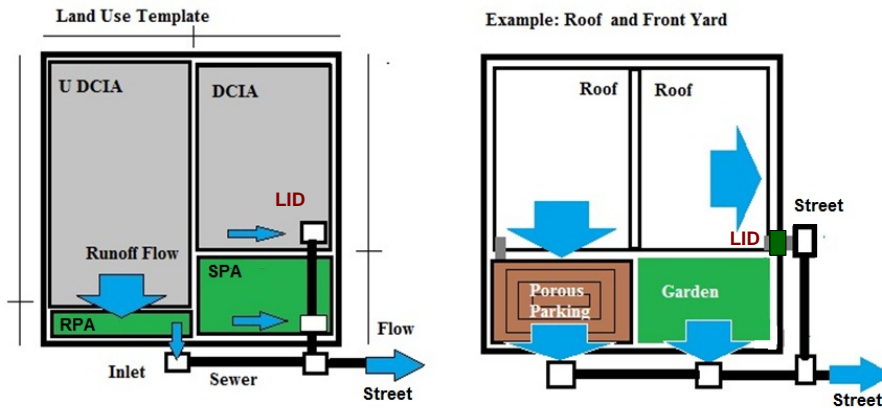 Land Use Template
U DCIA
DCIA
LID
Runoff Flow
SPA
RPA
Flow
Inlet
Sewer
Street
Example: Roof and Front Yard
Roof
Roof
Street
LID
Porous
Parking
Garden
Street